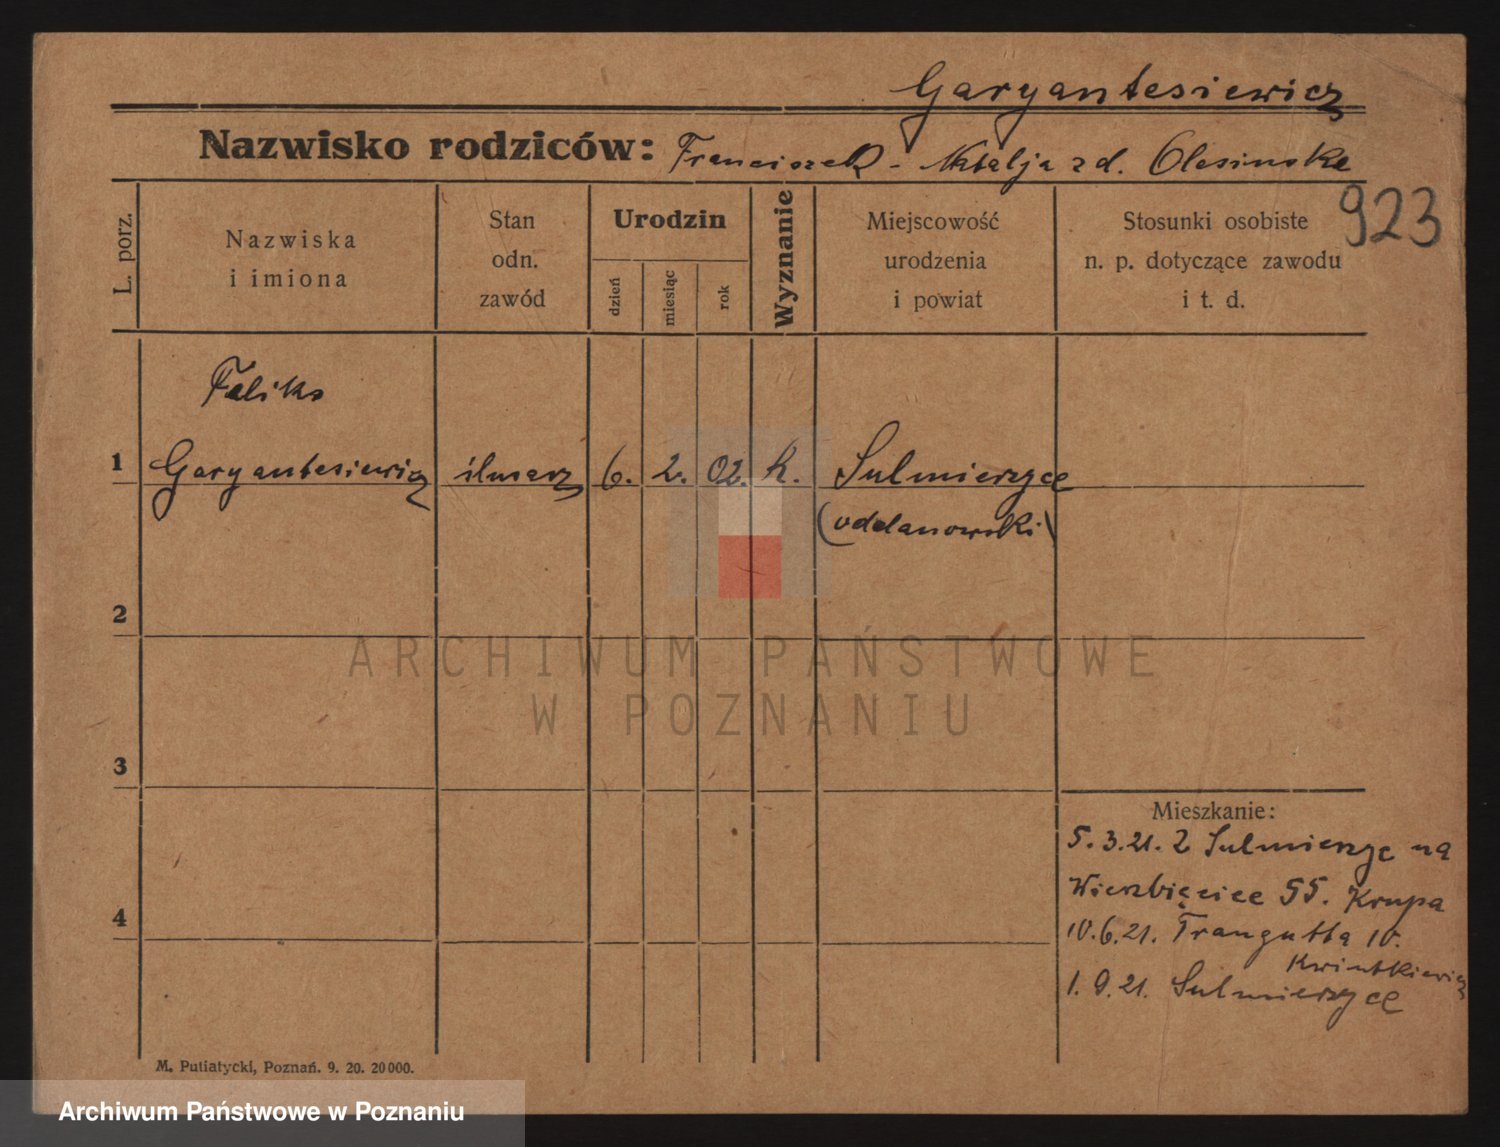 Garyantesiewicz
Nazwisko rodziców: Franciszek - Natalja z d. Olesinska
923
L. porz.
Nazwiska
i imiona
Stan
odn.
zawód
Urodzin
dzień
miesiąc
rok
Wyznanie
Miejscowość
urodzenia
i powiat
Stosunki osobiste
n. p. dotyczące zawodu
i t. d.
Feliks
1 Garyantesiewicz ślusarz 6. 2. 02. k. Sulmierzyce
(odolanowski)
2
3
4
Mieszkanie:
5.3.21. z Sulmierzyc na
Wierzbięcice 55. Krupa
10.6.21. Traugutta 10.
Kwiatkiewicz
1.9.21. Sulmierzyce
M. Putiatycki, Poznań. 9. 20. 20000.
ARCHIWUM PAŃSTWOWE
W POZNANIU
Archiwum Państwowe w Poznaniu